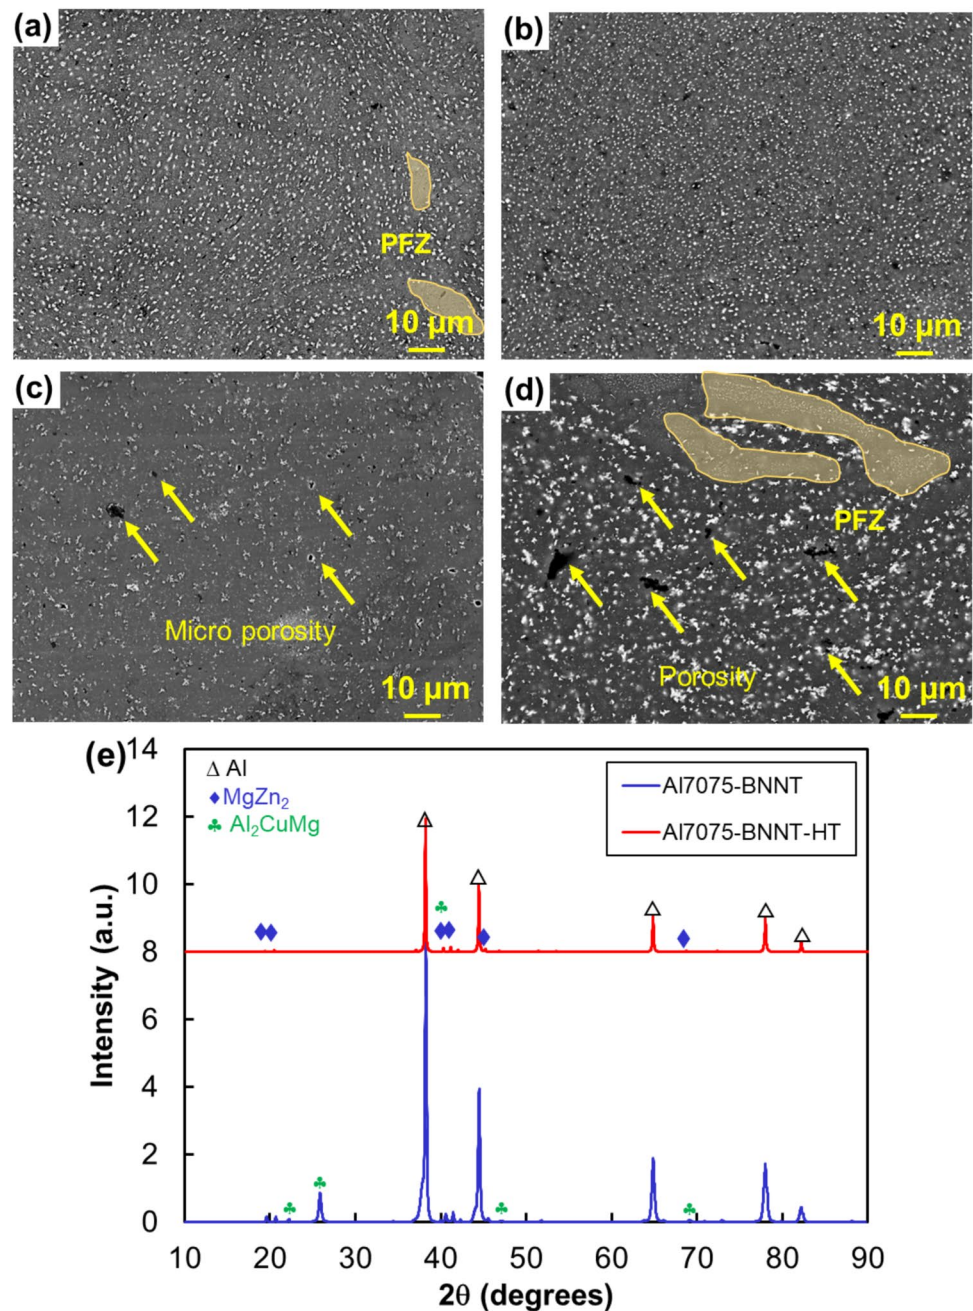 (a)
PFZ
10 µm
(b)
10 µm
(c)
Micro porosity
10 µm
(d)
PFZ
Porosity
10 µm
(e)
Δ Al
♦MgZn₂
♣ Al₂CuMg
Al7075-BNNT
Al7075-BNNT-HT
14
12
10
8
6
4
2
0
Intensity (a.u.)
10 20 30 40 50 60 70 80 90
2θ (degrees)